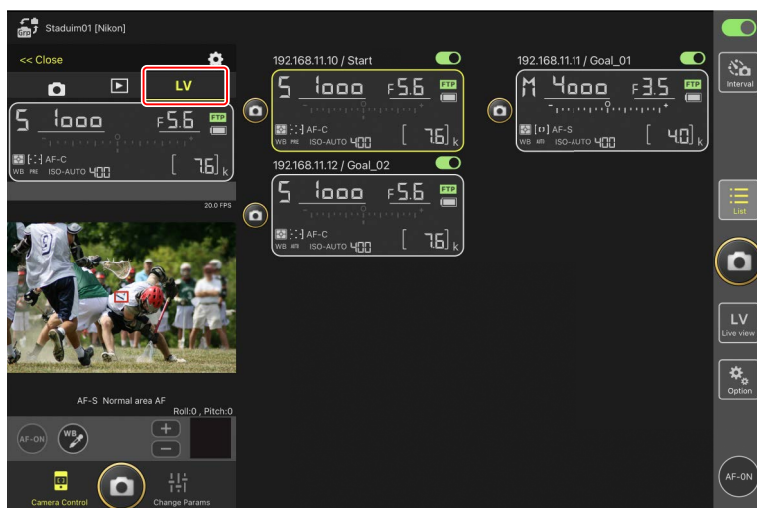 Grp Staduim01 [Nikon]
<< Close
LV
S 1000 F5.6 FTP
AF-C
WB PRE ISO-AUTO 400 [ 7.6] k
20.0 FPS
AF-S Normal area AF
Roll:0 , Pitch:0
AF-ON WB
Camera Control Change Params
192.168.11.10 / Start
S 1000 F5.6 FTP
AF-C
WB PRE ISO-AUTO 400 [ 7.6] k
192.168.11.11 / Goal_01
M 4000 F3.5 FTP
AF-S
WB AUTO ISO-AUTO 400 [ 4.0] k
192.168.11.12 / Goal_02
S 1000 F5.6 FTP
AF-C
WB AUTO ISO-AUTO 400 [ 7.6] k
Interval
List
LV
Live view
Option
AF-ON